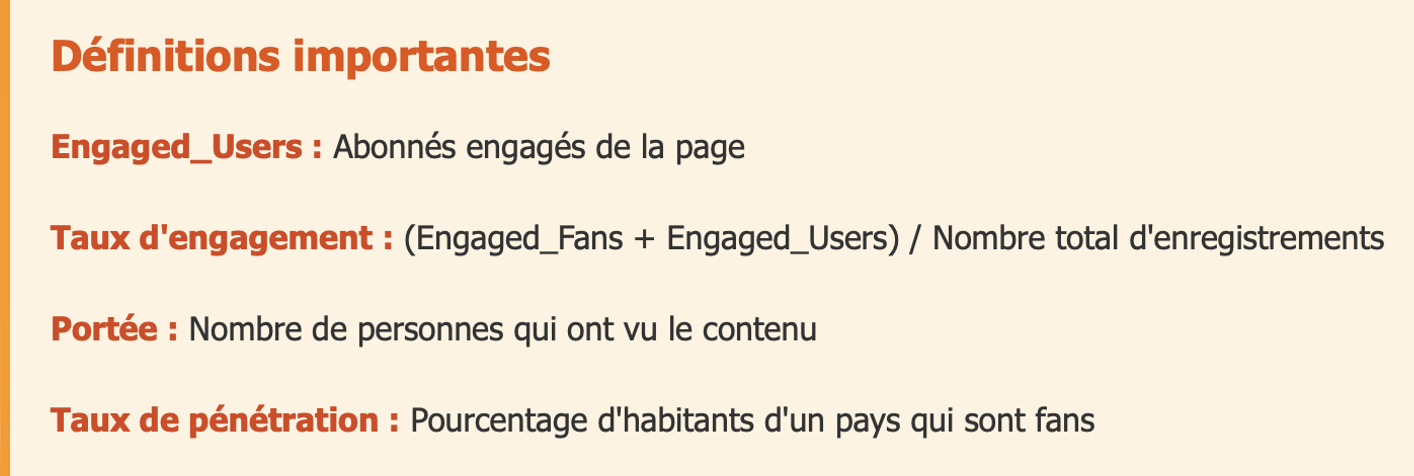 Définitions importantes
Engaged_Users : Abonnés engagés de la page
Taux d'engagement : (Engaged_Fans + Engaged_Users) / Nombre total d'enregistrements
Portée : Nombre de personnes qui ont vu le contenu
Taux de pénétration : Pourcentage d'habitants d'un pays qui sont fans